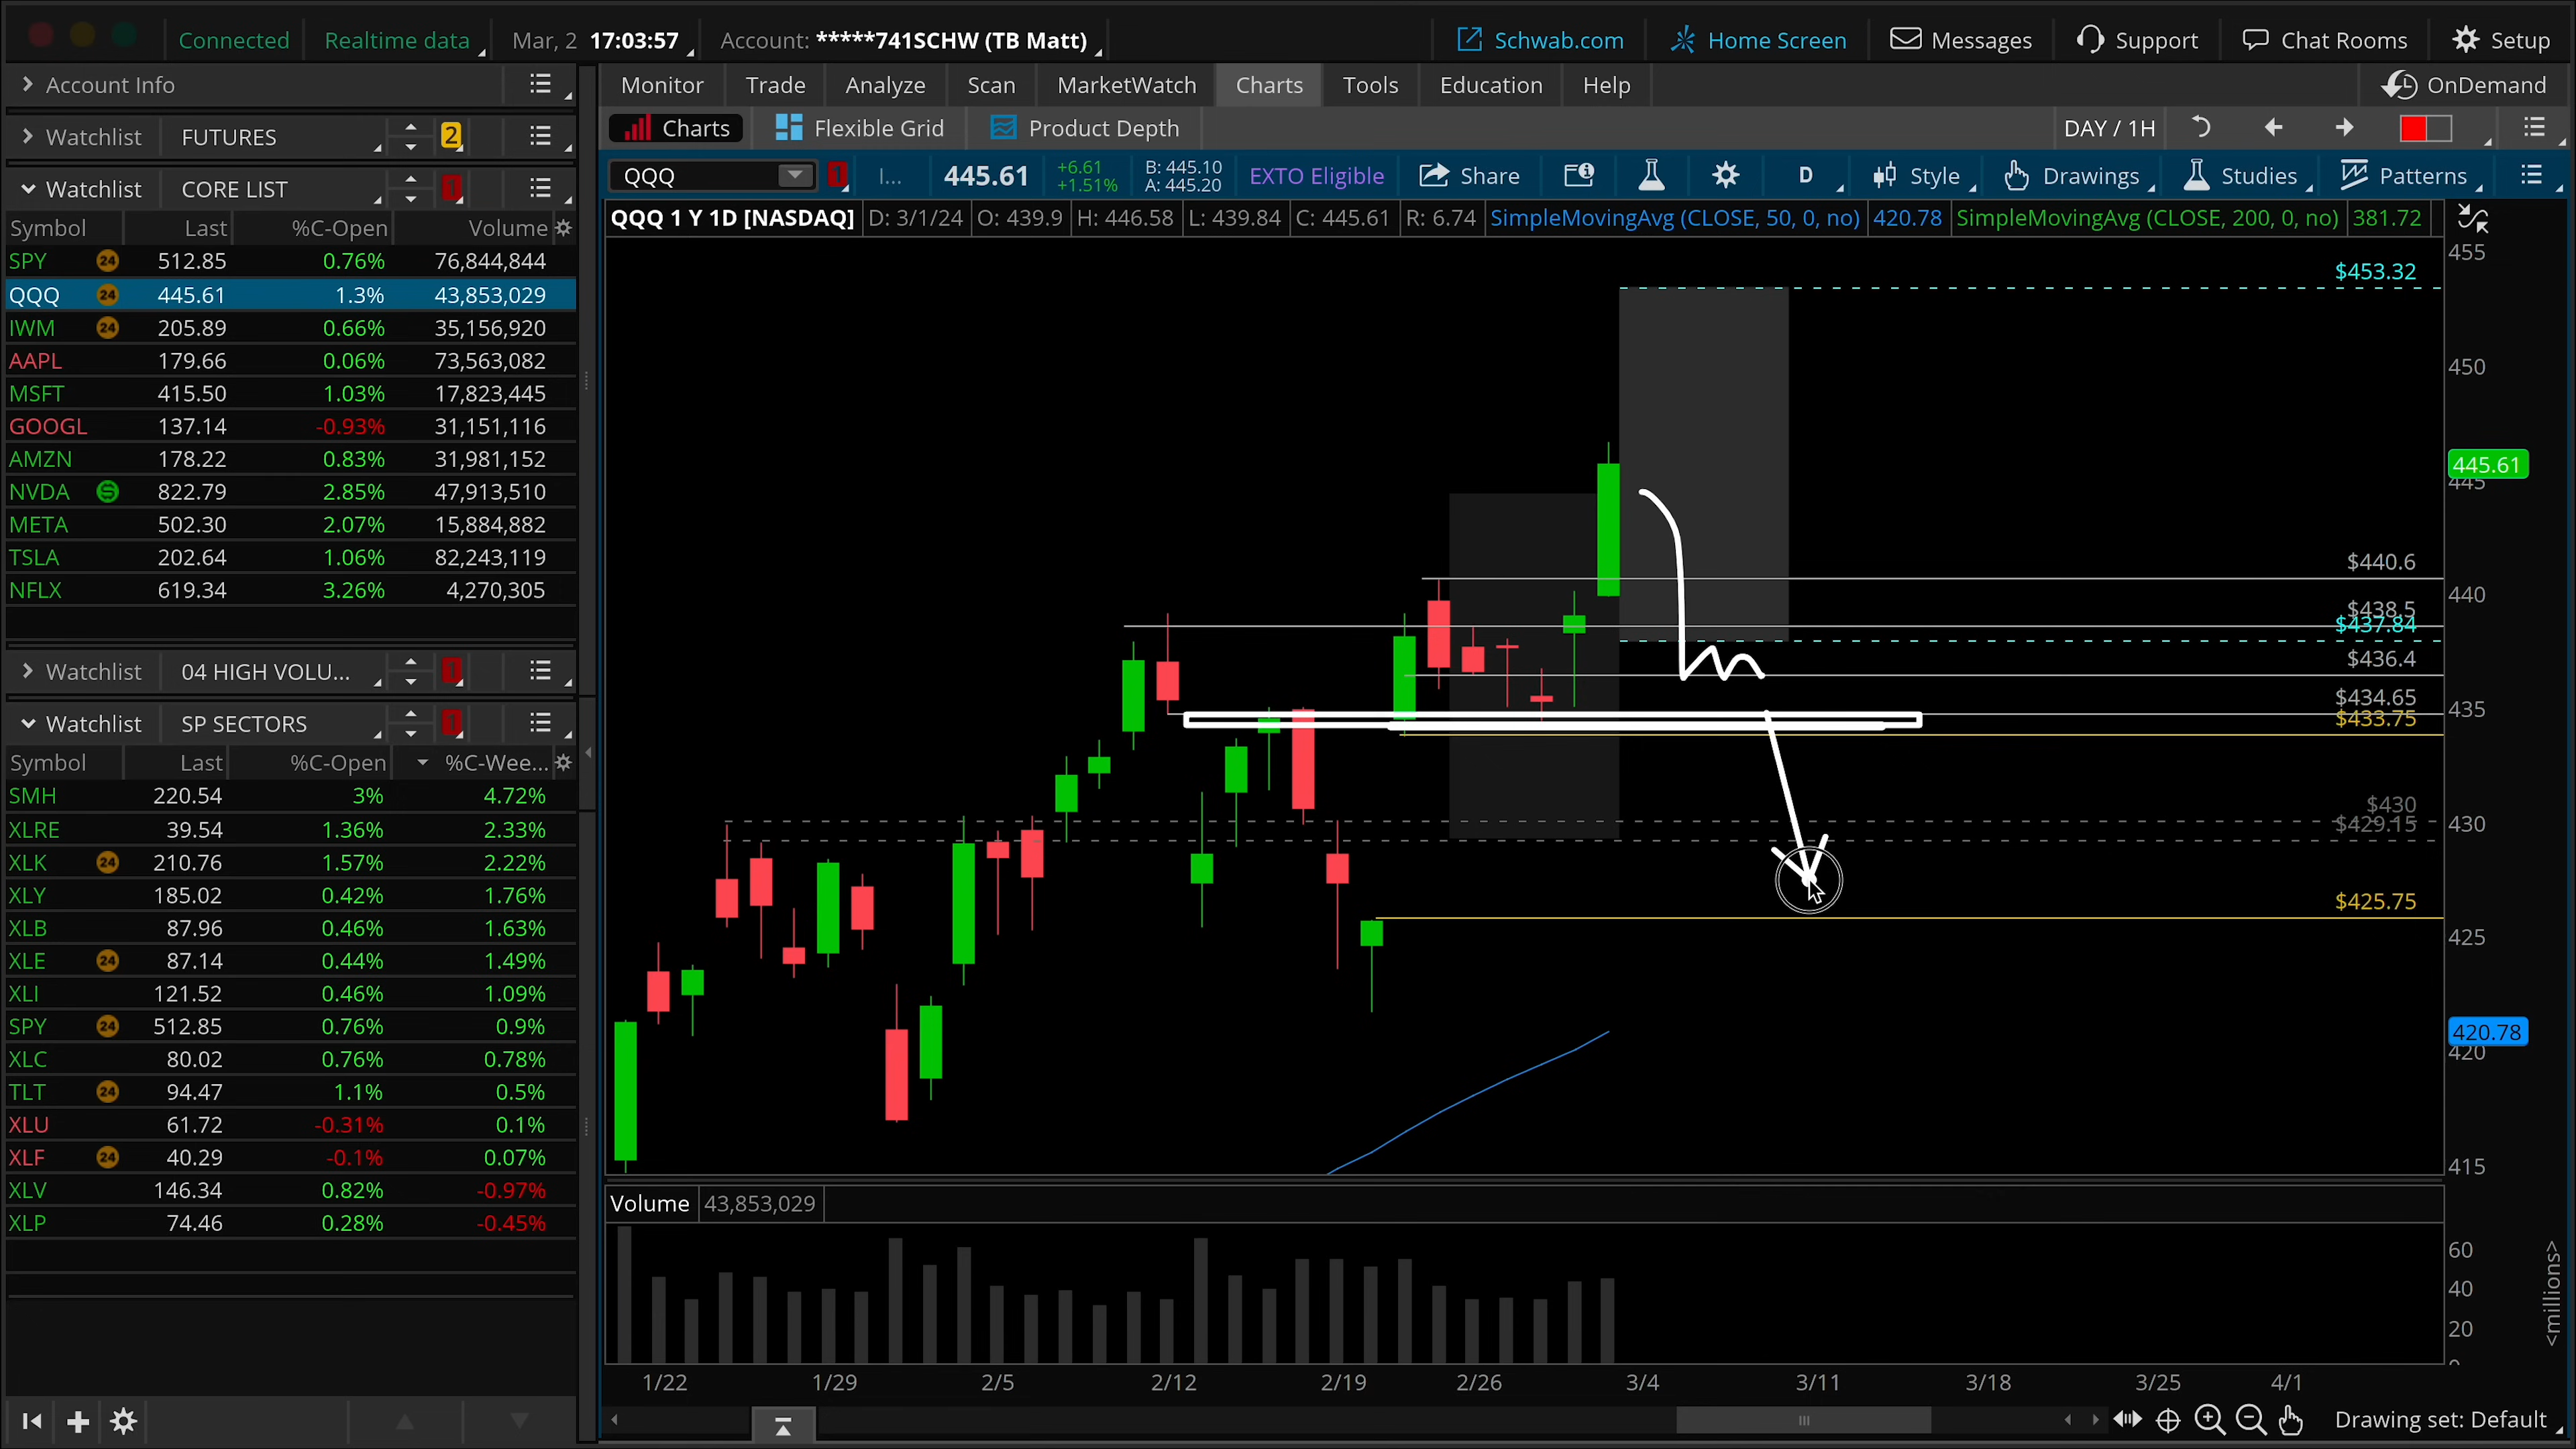 Connected Realtime data Mar, 2 17:03:57 Account: *****741SCHW (TB Matt) Schwab.com Home Screen Messages Support Chat Rooms Setup
Account Info
Monitor Trade Analyze Scan MarketWatch Charts Tools Education Help OnDemand
Watchlist FUTURES 2
Charts Flexible Grid Product Depth DAY / 1H
Watchlist CORE LIST 1
QQQ 1 I... 445.61 +6.61 +1.51% B: 445.10 A: 445.20 EXTO Eligible Share D Style Drawings Studies Patterns
QQQ 1 Y 1D [NASDAQ] D: 3/1/24 O: 439.9 H: 446.58 L: 439.84 C: 445.61 R: 6.74 SimpleMovingAvg (CLOSE, 50, 0, no) 420.78 SimpleMovingAvg (CLOSE, 200, 0, no) 381.72
Symbol Last %C-Open Volume
SPY 24 512.85 0.76% 76,844,844
QQQ 24 445.61 1.3% 43,853,029
IWM 24 205.89 0.66% 35,156,920
AAPL 179.66 0.06% 73,563,082
MSFT 415.50 1.03% 17,823,445
GOOGL 137.14 -0.93% 31,151,116
AMZN 178.22 0.83% 31,981,152
NVDA 822.79 2.85% 47,913,510
META 502.30 2.07% 15,884,882
TSLA 202.64 1.06% 82,243,119
NFLX 619.34 3.26% 4,270,305
Watchlist 04 HIGH VOLU... 1
Watchlist SP SECTORS 1
Symbol Last %C-Open %C-Wee...
SMH 220.54 3% 4.72%
XLRE 39.54 1.36% 2.33%
XLK 24 210.76 1.57% 2.22%
XLY 185.02 0.42% 1.76%
XLB 87.96 0.46% 1.63%
XLE 24 87.14 0.44% 1.49%
XLI 121.52 0.46% 1.09%
SPY 24 512.85 0.76% 0.9%
XLC 80.02 0.76% 0.78%
TLT 24 94.47 1.1% 0.5%
XLU 61.72 -0.31% 0.1%
XLF 24 40.29 -0.1% 0.07%
XLV 146.34 0.82% -0.97%
XLP 74.46 0.28% -0.45%
455
$453.32
450
445.61
445
$440.6
440
$438.5
$437.84
$436.4
$434.65
435
$433.75
$430
430
$429.15
$425.75
425
420.78
420
415
Volume 43,853,029
60
40
20
0
<millions>
1/22 1/29 2/5 2/12 2/19 2/26 3/4 3/11 3/18 3/25 4/1
Drawing set: Default